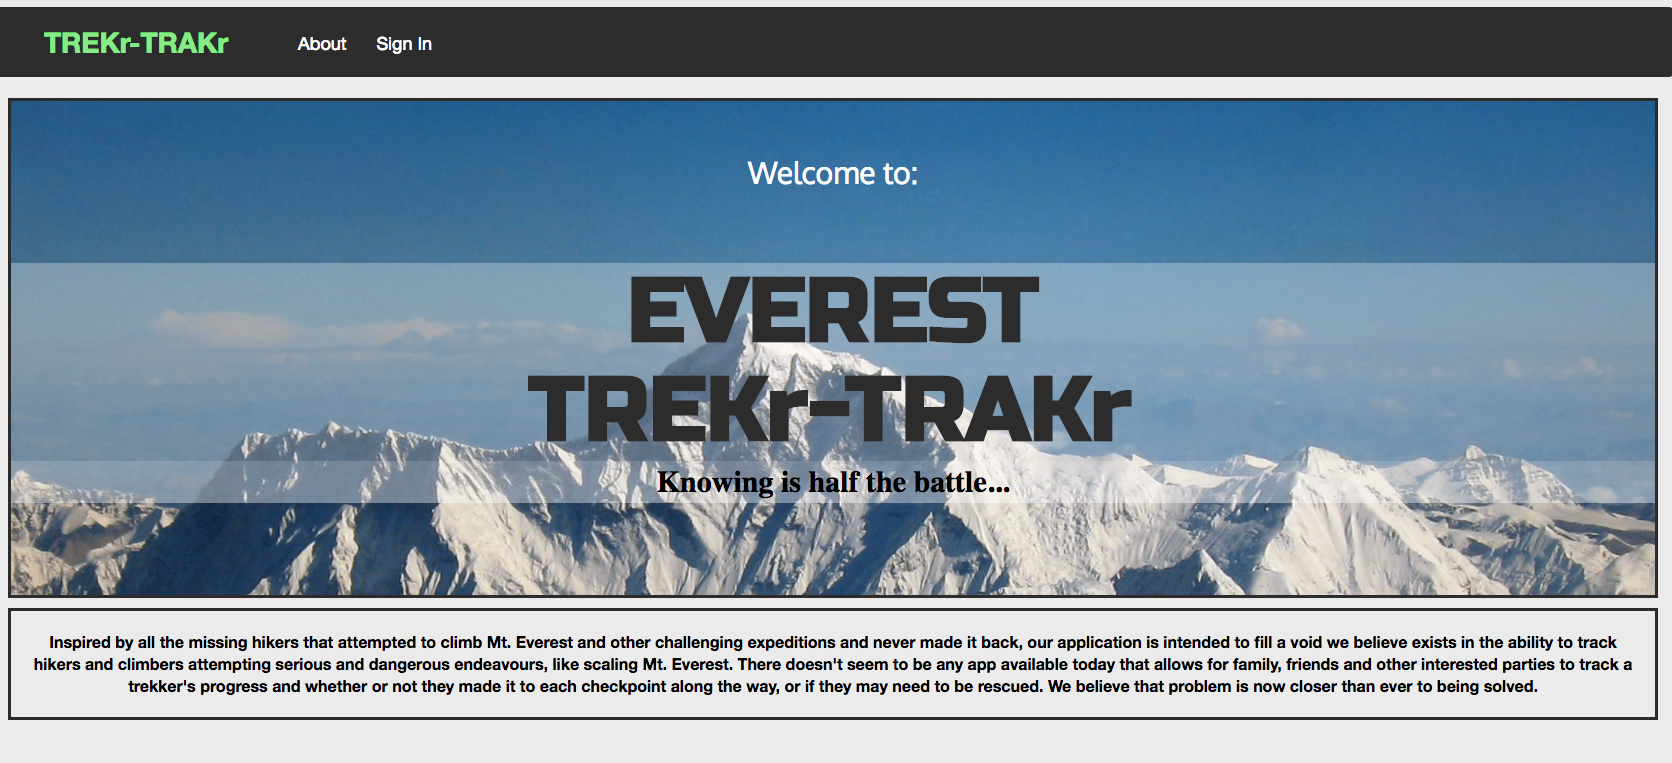 TREKr-TRAKr About Sign In
Welcome to:
EVEREST
TREKr-TRAKr
Knowing is half the battle...
Inspired by all the missing hikers that attempted to climb Mt. Everest and other challenging expeditions and never made it back, our application is intended to fill a void we believe exists in the ability to track
hikers and climbers attempting serious and dangerous endeavours, like scaling Mt. Everest. There doesn't seem to be any app available today that allows for family, friends and other interested parties to track a
trekker's progress and whether or not they made it to each checkpoint along the way, or if they may need to be rescued. We believe that problem is now closer than ever to being solved.